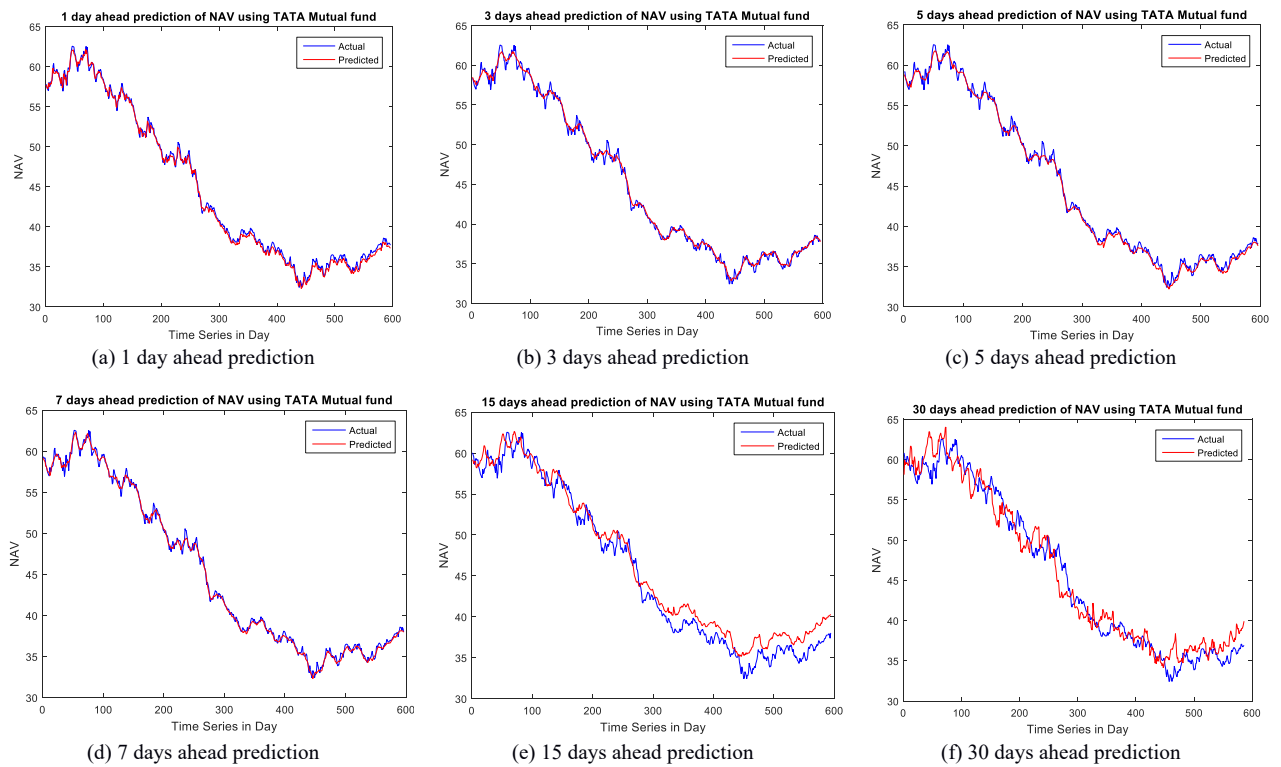 1 day ahead prediction of NAV using TATA Mutual fund
65
60
55
50
45
40
35
30
NAV
Actual
Predicted
0 100 200 300 400 500 600
Time Series in Day
(a) 1 day ahead prediction
3 days ahead prediction of NAV using TATA Mutual fund
65
60
55
50
45
40
35
30
NAV
Actual
Predicted
0 100 200 300 400 500 600
Time Series in Day
(b) 3 days ahead prediction
5 days ahead prediction of NAV using TATA Mutual fund
65
60
55
50
45
40
35
30
NAV
Actual
Predicted
0 100 200 300 400 500 600
Time Series in Day
(c) 5 days ahead prediction
7 days ahead prediction of NAV using TATA Mutual fund
65
60
55
50
45
40
35
30
NAV
Actual
Predicted
0 100 200 300 400 500 600
Time Series in Day
(d) 7 days ahead prediction
15 days ahead prediction of NAV using TATA Mutual fund
65
60
55
50
45
40
35
30
NAV
Actual
Predicted
0 100 200 300 400 500 600
Time Series in Day
(e) 15 days ahead prediction
30 days ahead prediction of NAV using TATA Mutual fund
65
60
55
50
45
40
35
30
NAV
Actual
Predicted
0 100 200 300 400 500 600
Time Series in Day
(f) 30 days ahead prediction